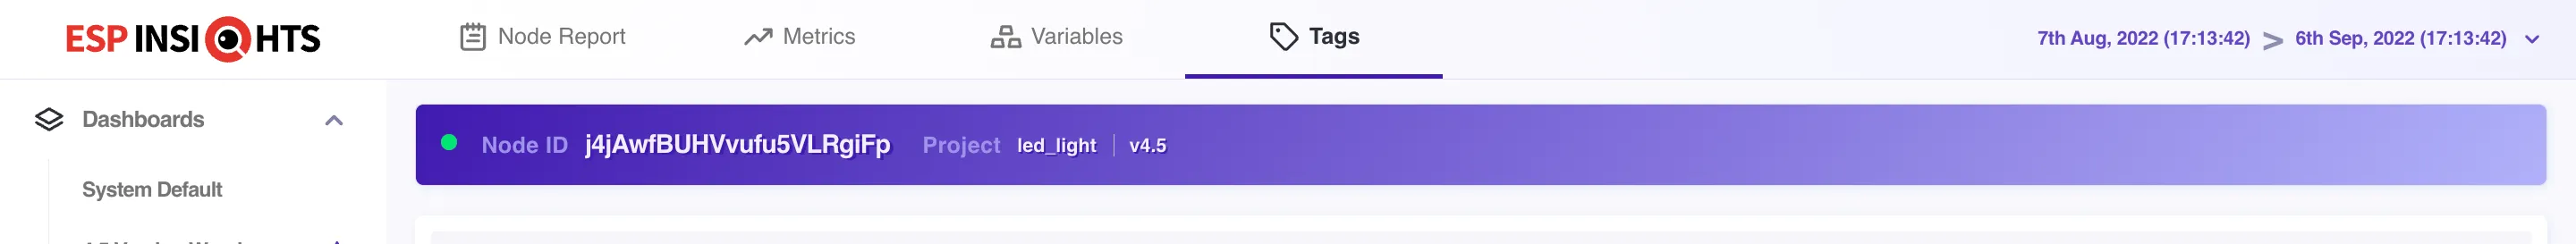 ESP INSIGHTS
Node Report
Metrics
Variables
Tags
7th Aug, 2022 (17:13:42) > 6th Sep, 2022 (17:13:42)
Dashboards
Node ID j4jAwfBUHVvufu5VLRgiFp Project led_light v4.5
System Default